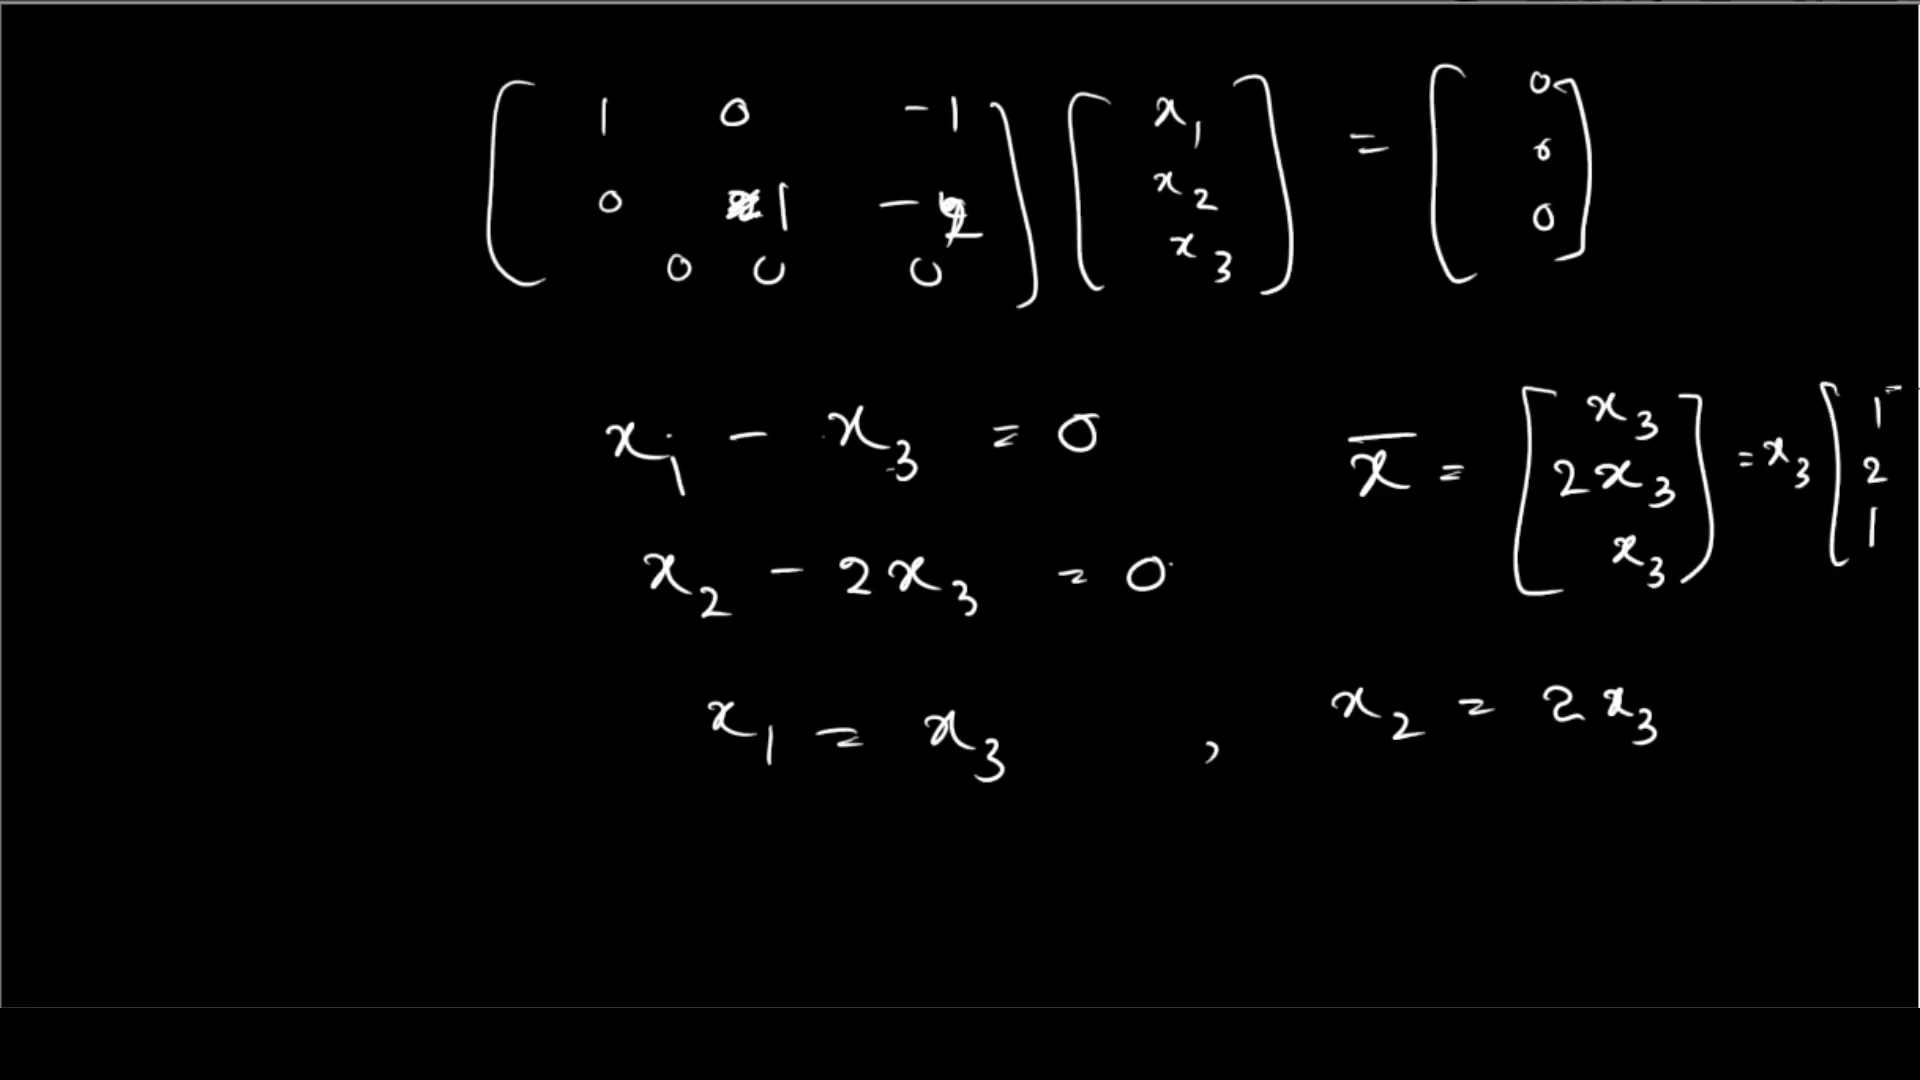 [ 1 0 -1 ] [ x₁ ] = [ 0 ]
[ 0 1 -2 ] [ x₂ ] [ 0 ]
[ 0 0 0 ] [ x₃ ] [ 0 ]
x₁ - x₃ = 0
x₂ - 2x₃ = 0
x̅ = [ x₃ 2x₃ x₃ ] = x₃ [ 1 2 1
x₁ = x₃ , x₂ = 2x₃